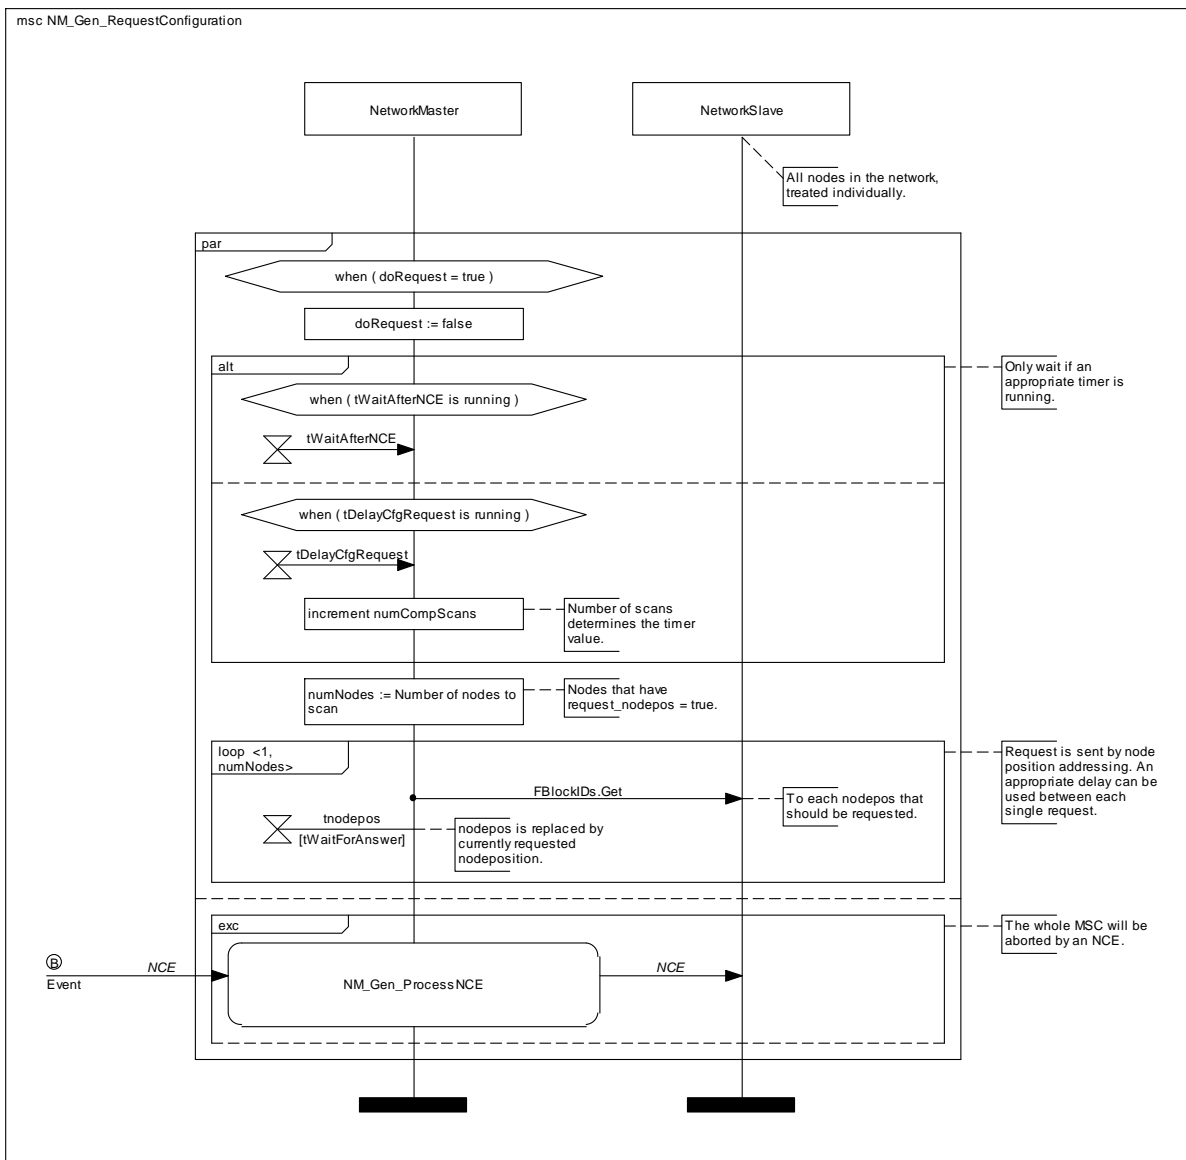 msc NM_Gen_RequestConfiguration
NetworkMaster
NetworkSlave
All nodes in the network,
treated individually.
par
when ( doRequest = true )
doRequest := false
alt
Only wait if an
appropriate timer is
running.
when ( tWaitAfterNCE is running )
tWaitAfterNCE
when ( tDelayCfgRequest is running )
tDelayCfgRequest
increment numCompScans
Number of scans
determines the timer
value.
numNodes := Number of nodes to
scan
Nodes that have
request_nodepos = true.
loop <1,
numNodes>
Request is sent by node
position addressing. An
appropriate delay can be
used between each
single request.
FBlockIDs.Get
To each nodepos that
should be requested.
tnodepos
[tWaitForAnswer]
nodepos is replaced by
currently requested
nodeposition.
exc
The whole MSC will be
aborted by an NCE.
B
Event
NCE
NM_Gen_ProcessNCE
NCE